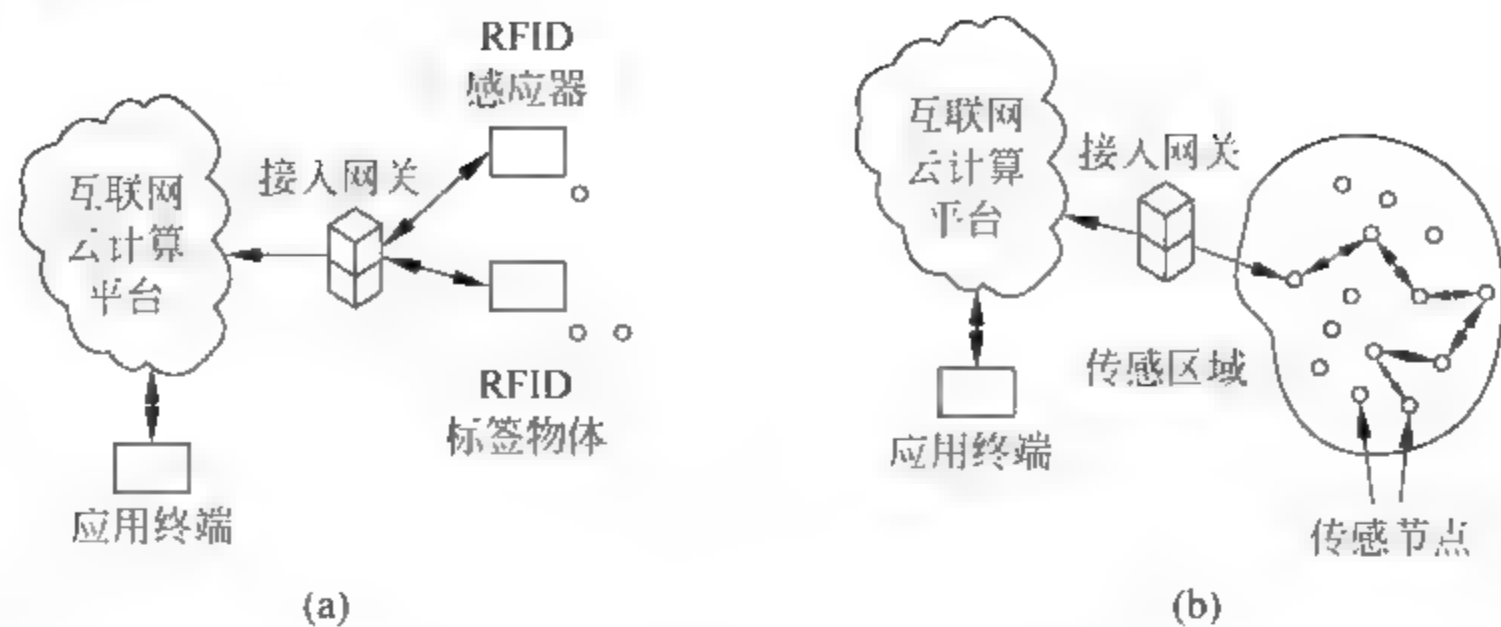 RFID
感应器
接入网关
互联网
云计算
平台
RFID
标签物体
应用终端
(a)
互联网
云计算
平台
接入网关
传感区域
应用终端
传感节点
(b)